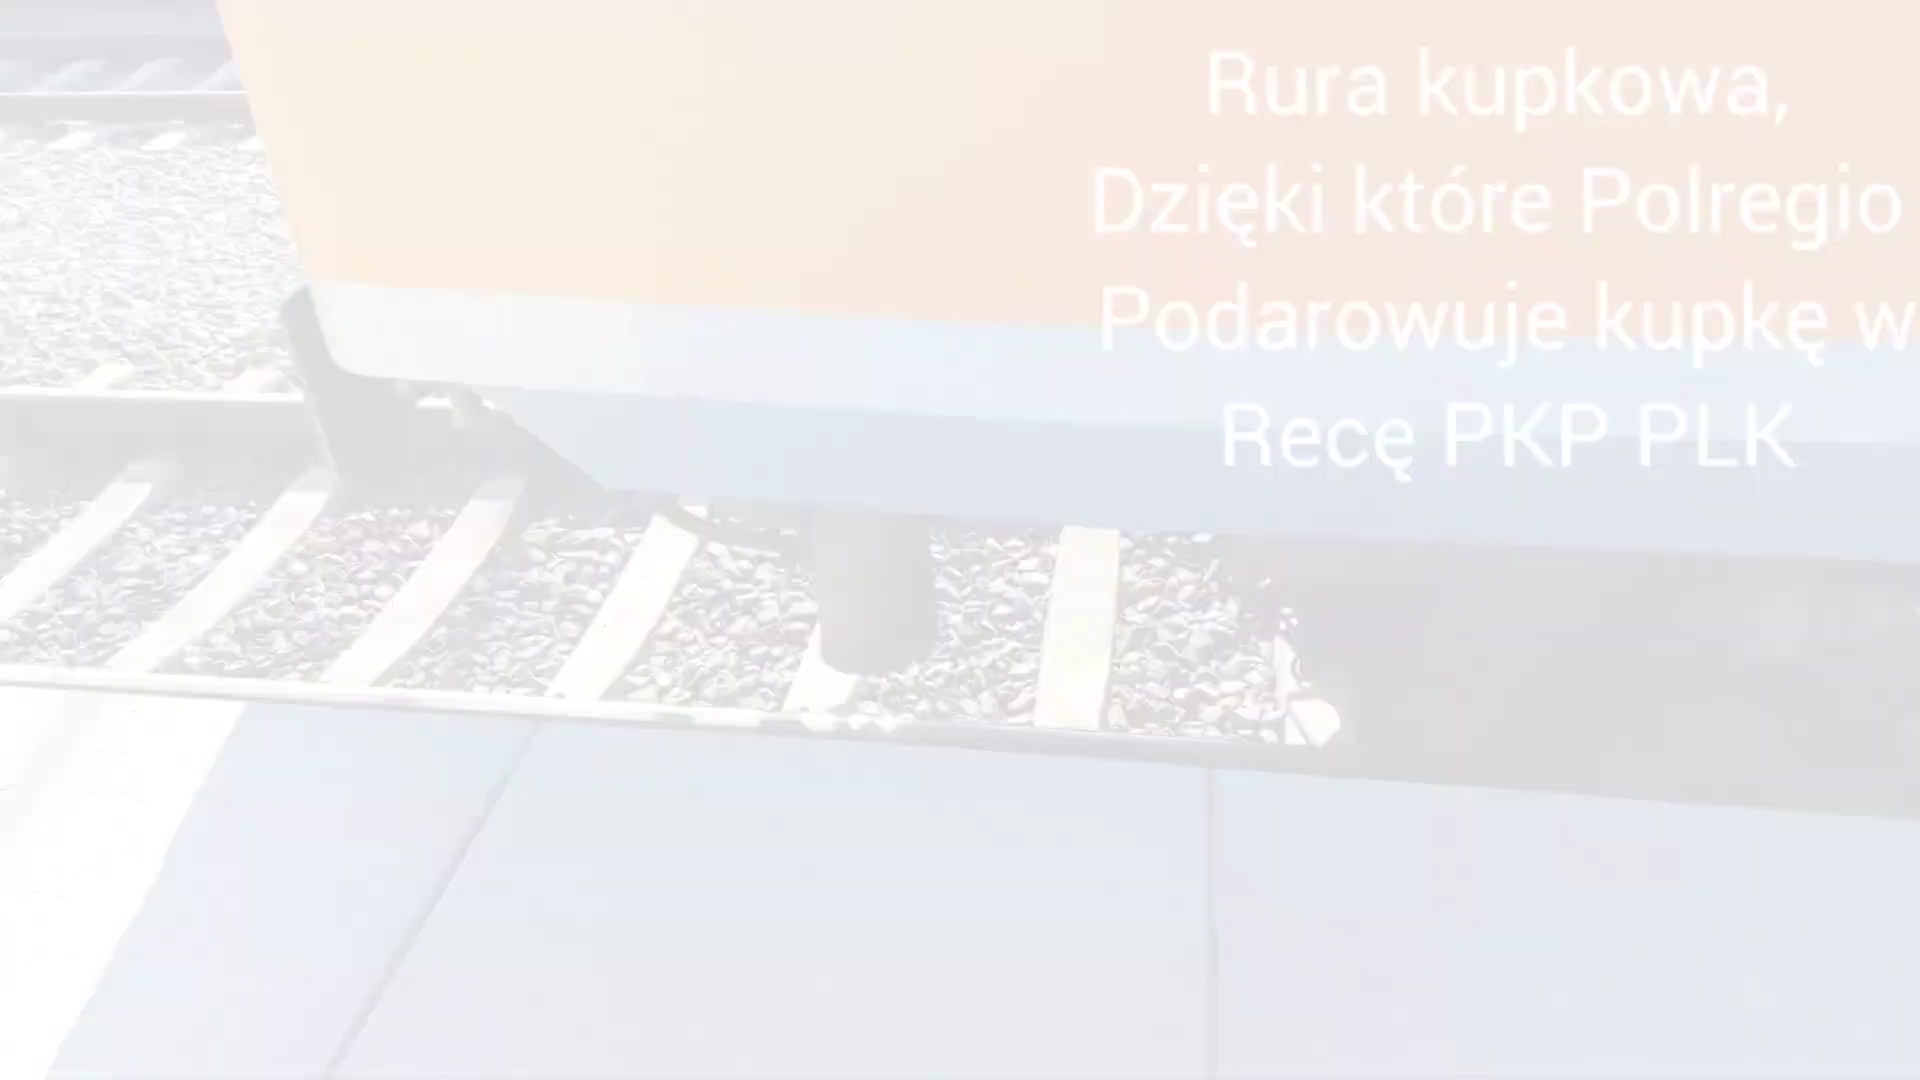 Rura kupkowa,
Dzięki które Polregio
Podarowuje kupkę w
Recę PKP PLK